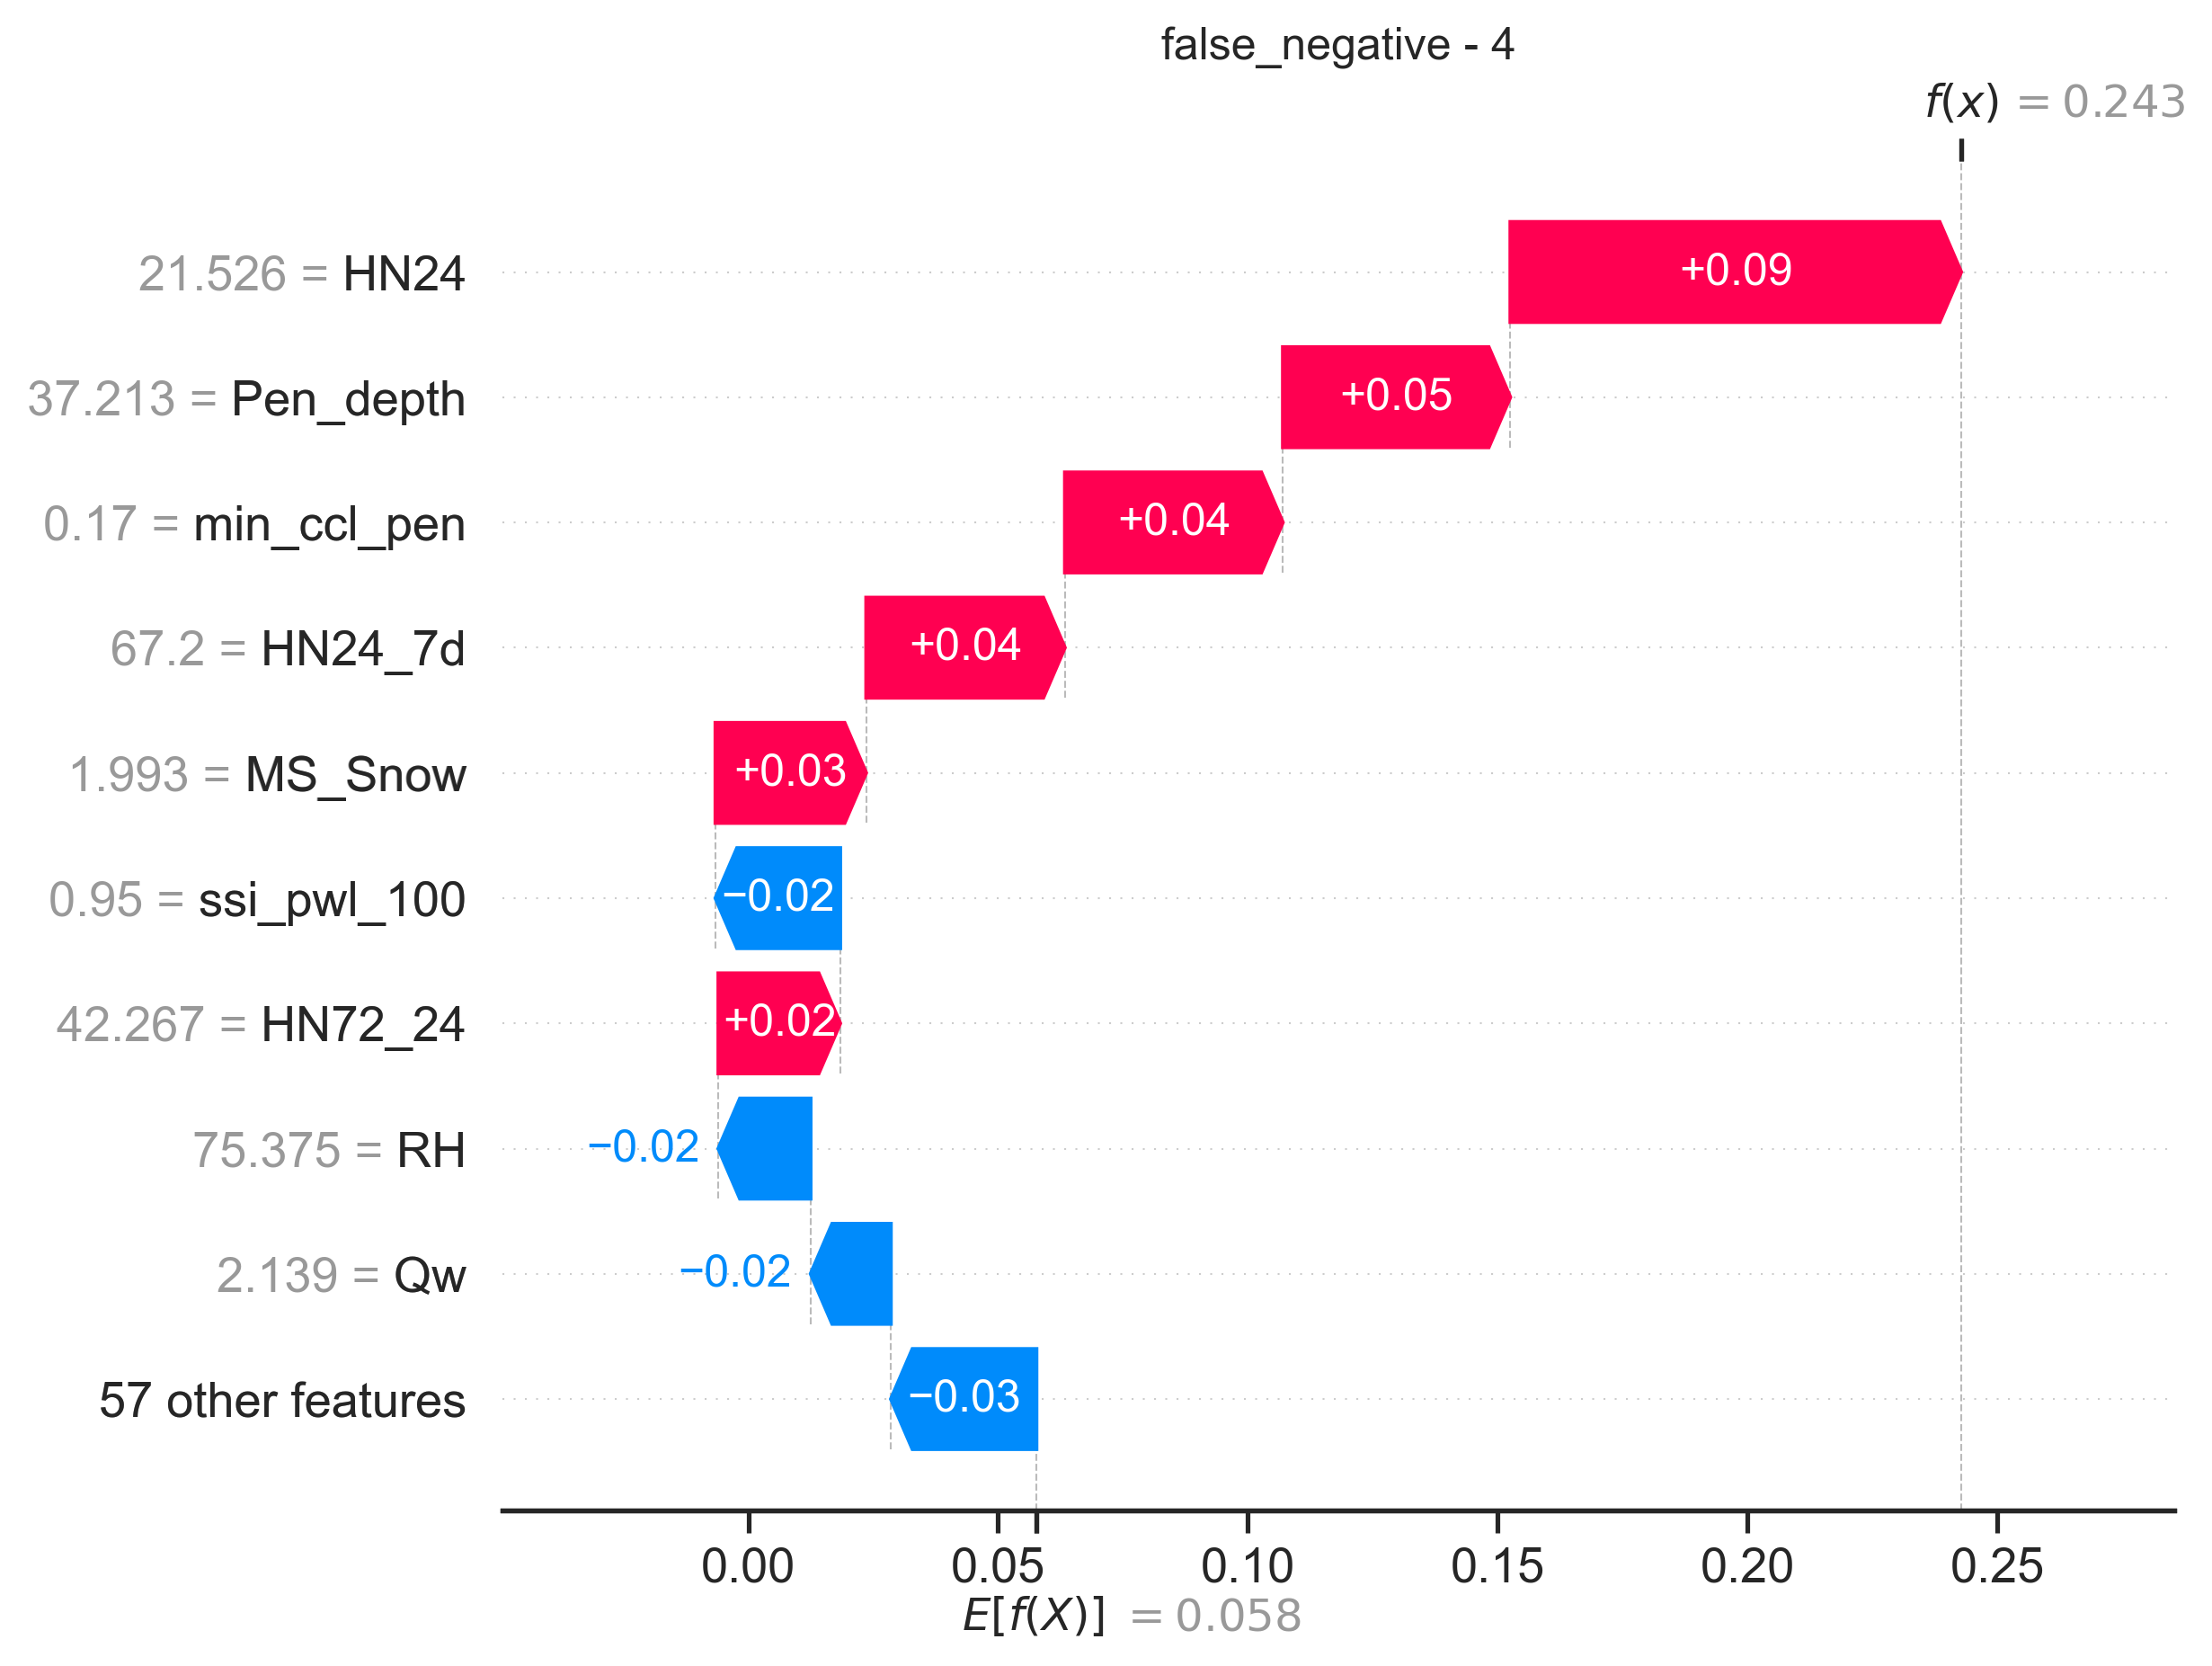 false_negative - 4
f(x) = 0.243
21.526 = HN24
+0.09
37.213 = Pen_depth
+0.05
0.17 = min_ccl_pen
+0.04
67.2 = HN24_7d
+0.04
1.993 = MS_Snow
+0.03
0.95 = ssi_pwl_100
−0.02
42.267 = HN72_24
+0.02
75.375 = RH
−0.02
2.139 = Qw
−0.02
57 other features
−0.03
0.00 0.05 0.10 0.15 0.20 0.25
E[f(X)] = 0.058